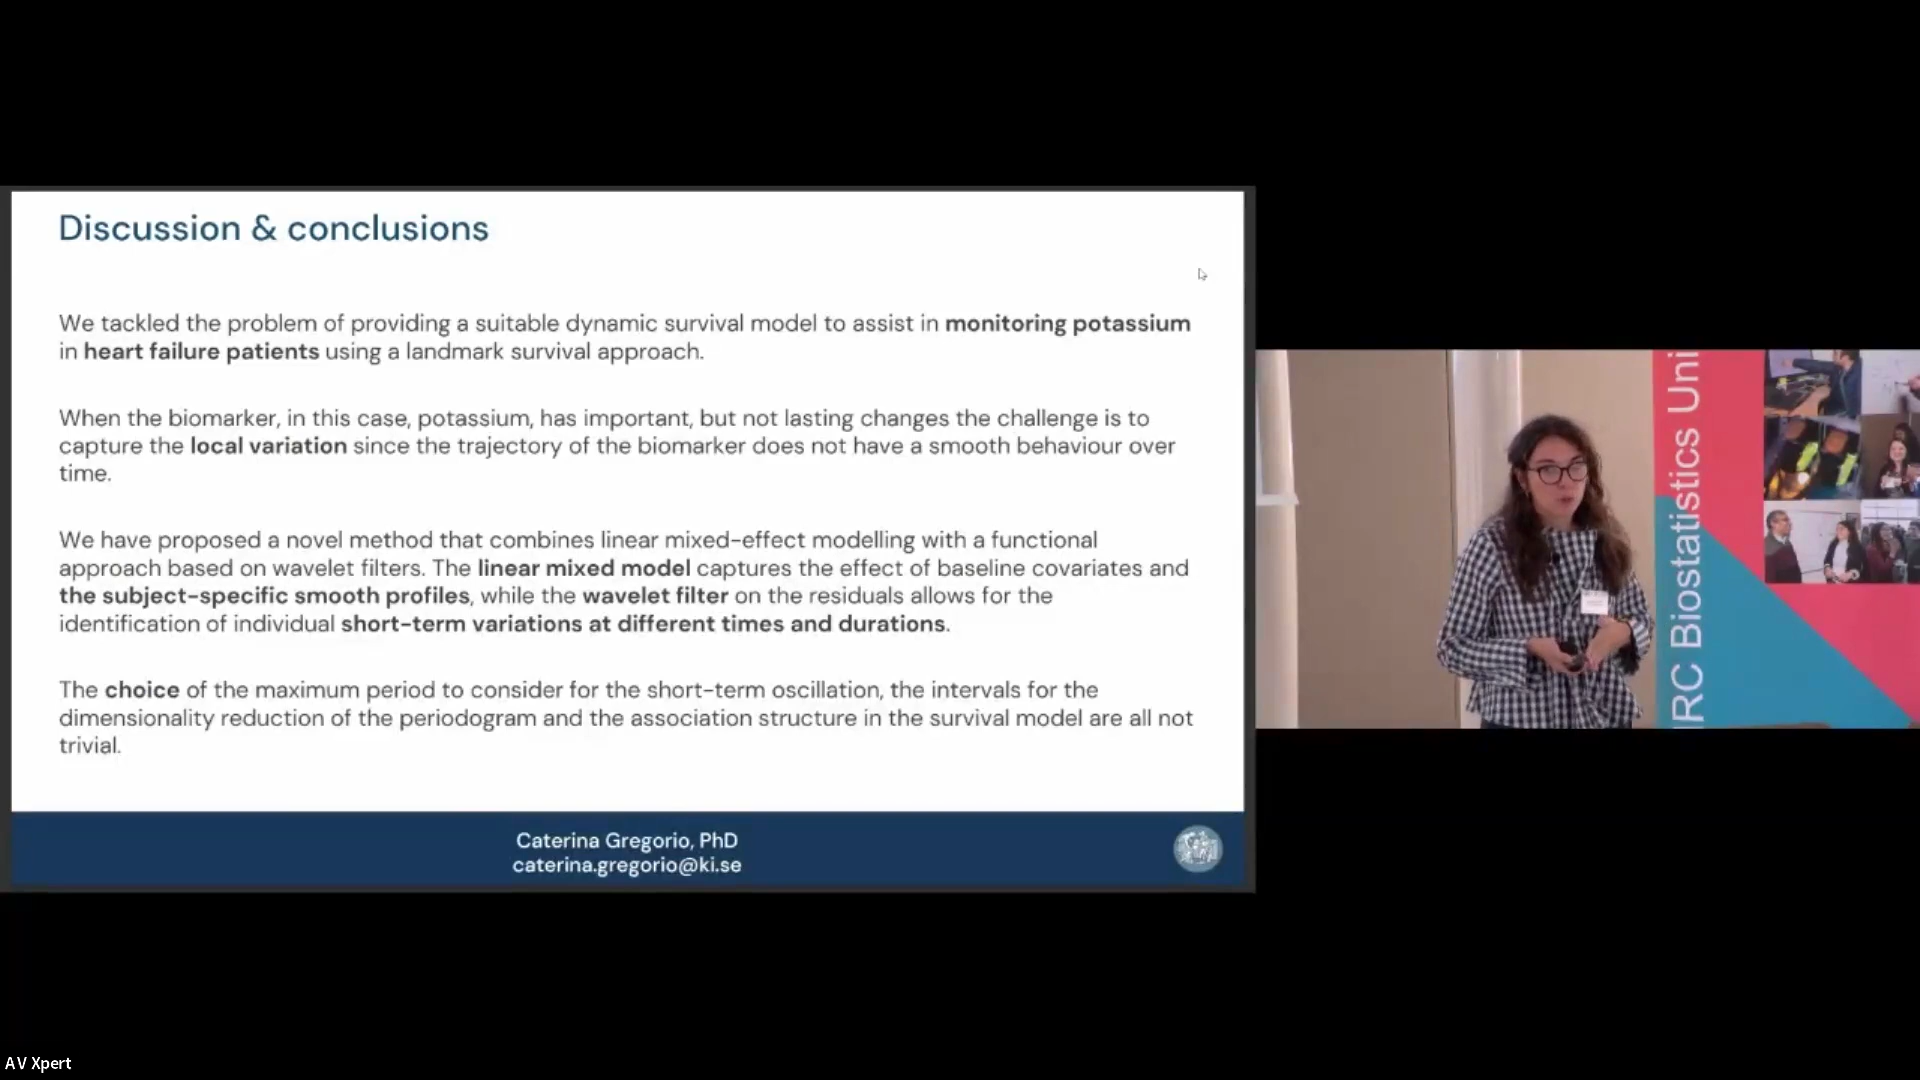 Discussion & conclusions
We tackled the problem of providing a suitable dynamic survival model to assist in monitoring potassium
in heart failure patients using a landmark survival approach.
When the biomarker, in this case, potassium, has important, but not lasting changes the challenge is to
capture the local variation since the trajectory of the biomarker does not have a smooth behaviour over
time.
We have proposed a novel method that combines linear mixed-effect modelling with a functional
approach based on wavelet filters. The linear mixed model captures the effect of baseline covariates and
the subject-specific smooth profiles, while the wavelet filter on the residuals allows for the
identification of individual short-term variations at different times and durations.
The choice of the maximum period to consider for the short-term oscillation, the intervals for the
dimensionality reduction of the periodogram and the association structure in the survival model are all not
trivial.
Caterina Gregorio, PhD
caterina.gregorio@ki.se
RC Biostatistics Uni
AV Xpert